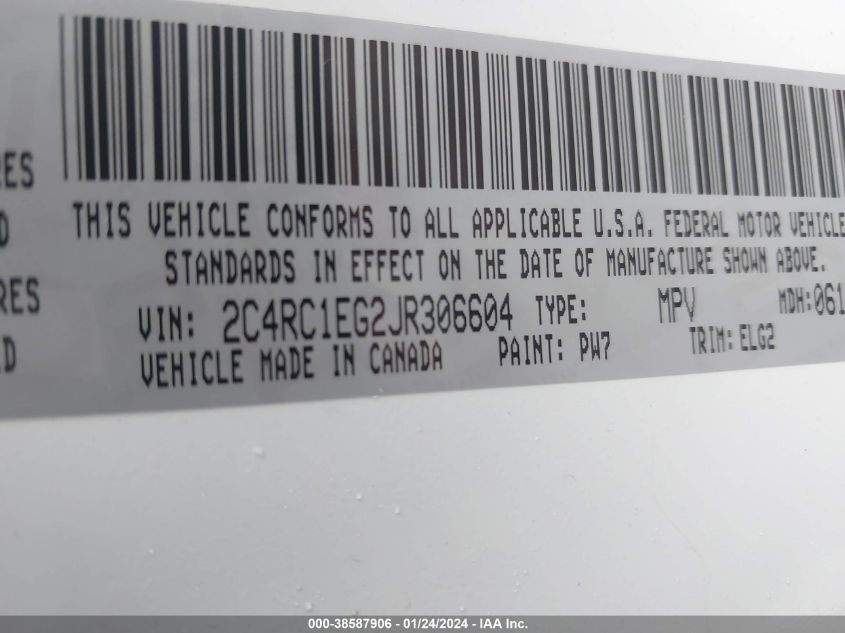 RES
D
RES
D
THIS VEHICLE CONFORMS TO ALL APPLICABLE U.S.A. FEDERAL MOTOR VEHICLE
STANDARDS IN EFFECT ON THE DATE OF MANUFACTURE SHOWN ABOVE.
VIN: 2C4RC1EG2JR306604 TYPE: MPV MDH:061
VEHICLE MADE IN CANADA PAINT: PW7 TRIM: ELG2
000-38587906 - 01/24/2024 - IAA Inc.